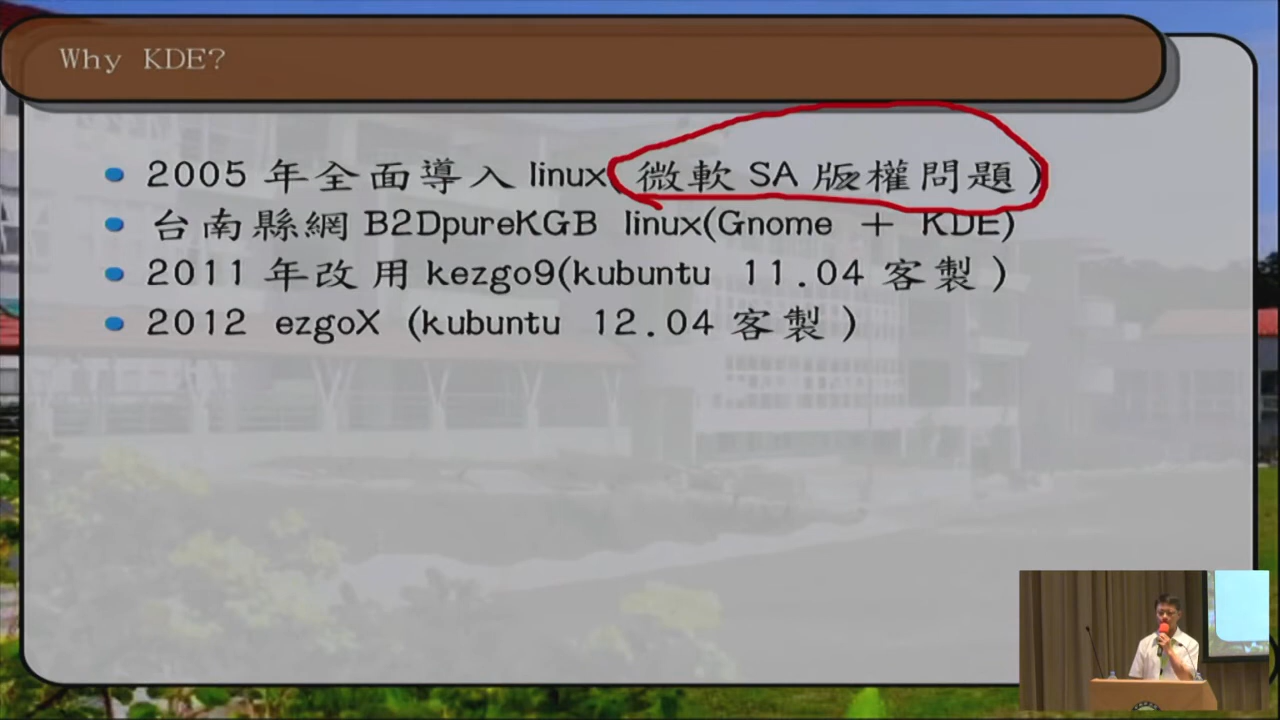 Why KDE?
2005 年全面導入 linux(微軟 SA 版權問題)
台南縣網 B2DpureKGB linux(Gnome + KDE)
2011 年改用 kezgo9(kubuntu 11.04 客製)
2012 ezgoX (kubuntu 12.04 客製)